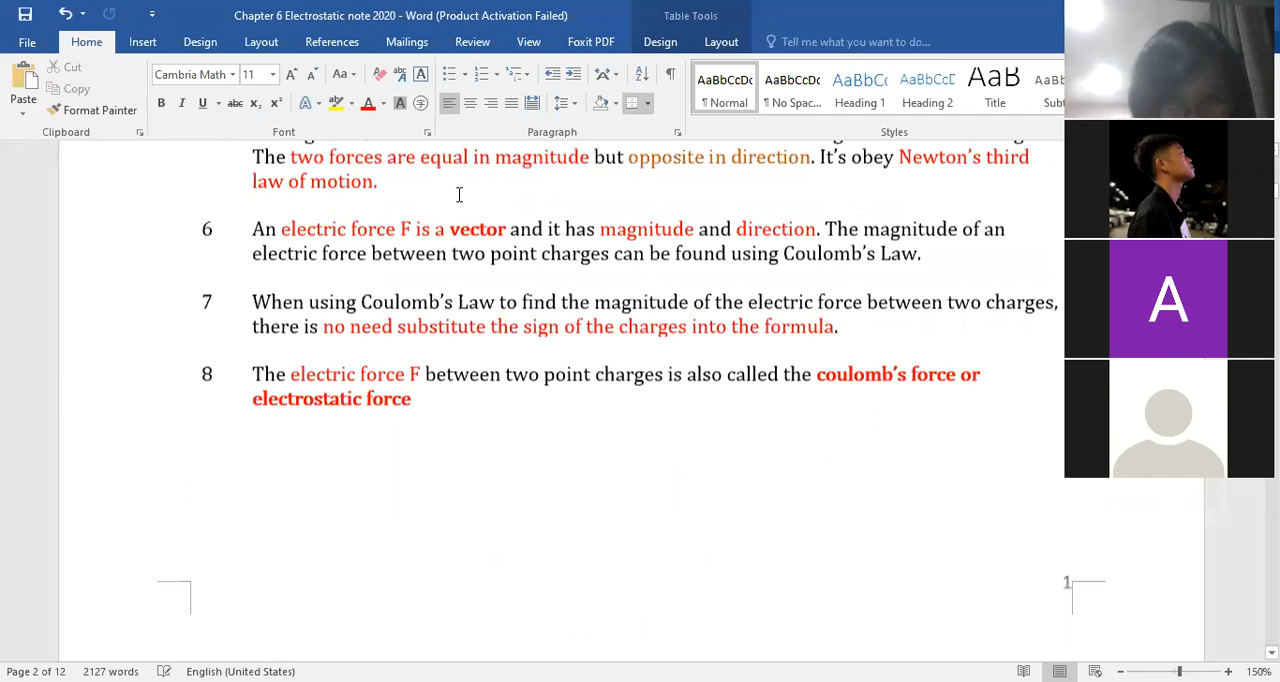 Chapter 6 Electrostatic note 2020 - Word (Product Activation Failed)
Table Tools
File Home Insert Design Layout References Mailings Review View Foxit PDF Design Layout Tell me what you want to do...
Cut
Copy
Paste
Format Painter
Cambria Math 11
AaBbCcDc AaBbCcDc AaBbCc AaBbCcDc AaB AaBbCcD
¶ Normal ¶ No Spac... Heading 1 Heading 2 Title Subt
Clipboard Font Paragraph Styles
The two forces are equal in magnitude but opposite in direction. It's obey Newton's third
law of motion.
6 An electric force F is a vector and it has magnitude and direction. The magnitude of an
electric force between two point charges can be found using Coulomb's Law.
7 When using Coulomb's Law to find the magnitude of the electric force between two charges,
there is no need substitute the sign of the charges into the formula.
8 The electric force F between two point charges is also called the coulomb's force or
electrostatic force
1
A
Page 2 of 12 2127 words English (United States) 150%